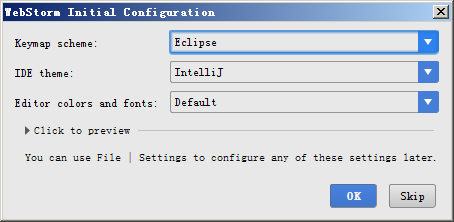 WebStorm Initial Configuration
Keymap scheme: Eclipse
IDE theme: IntelliJ
Editor colors and fonts: Default
Click to preview
You can use File | Settings to configure any of these settings later.
OK Skip